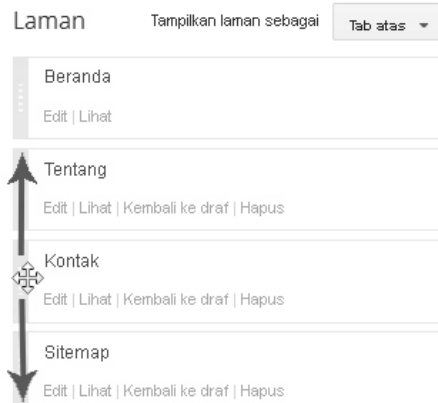 Laman Tampilkan laman sebagai Tab atas
Beranda
Edit | Lihat
Tentang
Edit | Lihat | Kembali ke draf | Hapus
Kontak
Edit | Lihat | Kembali ke draf | Hapus
Sitemap
Edit | Lihat | Kembali ke draf | Hapus